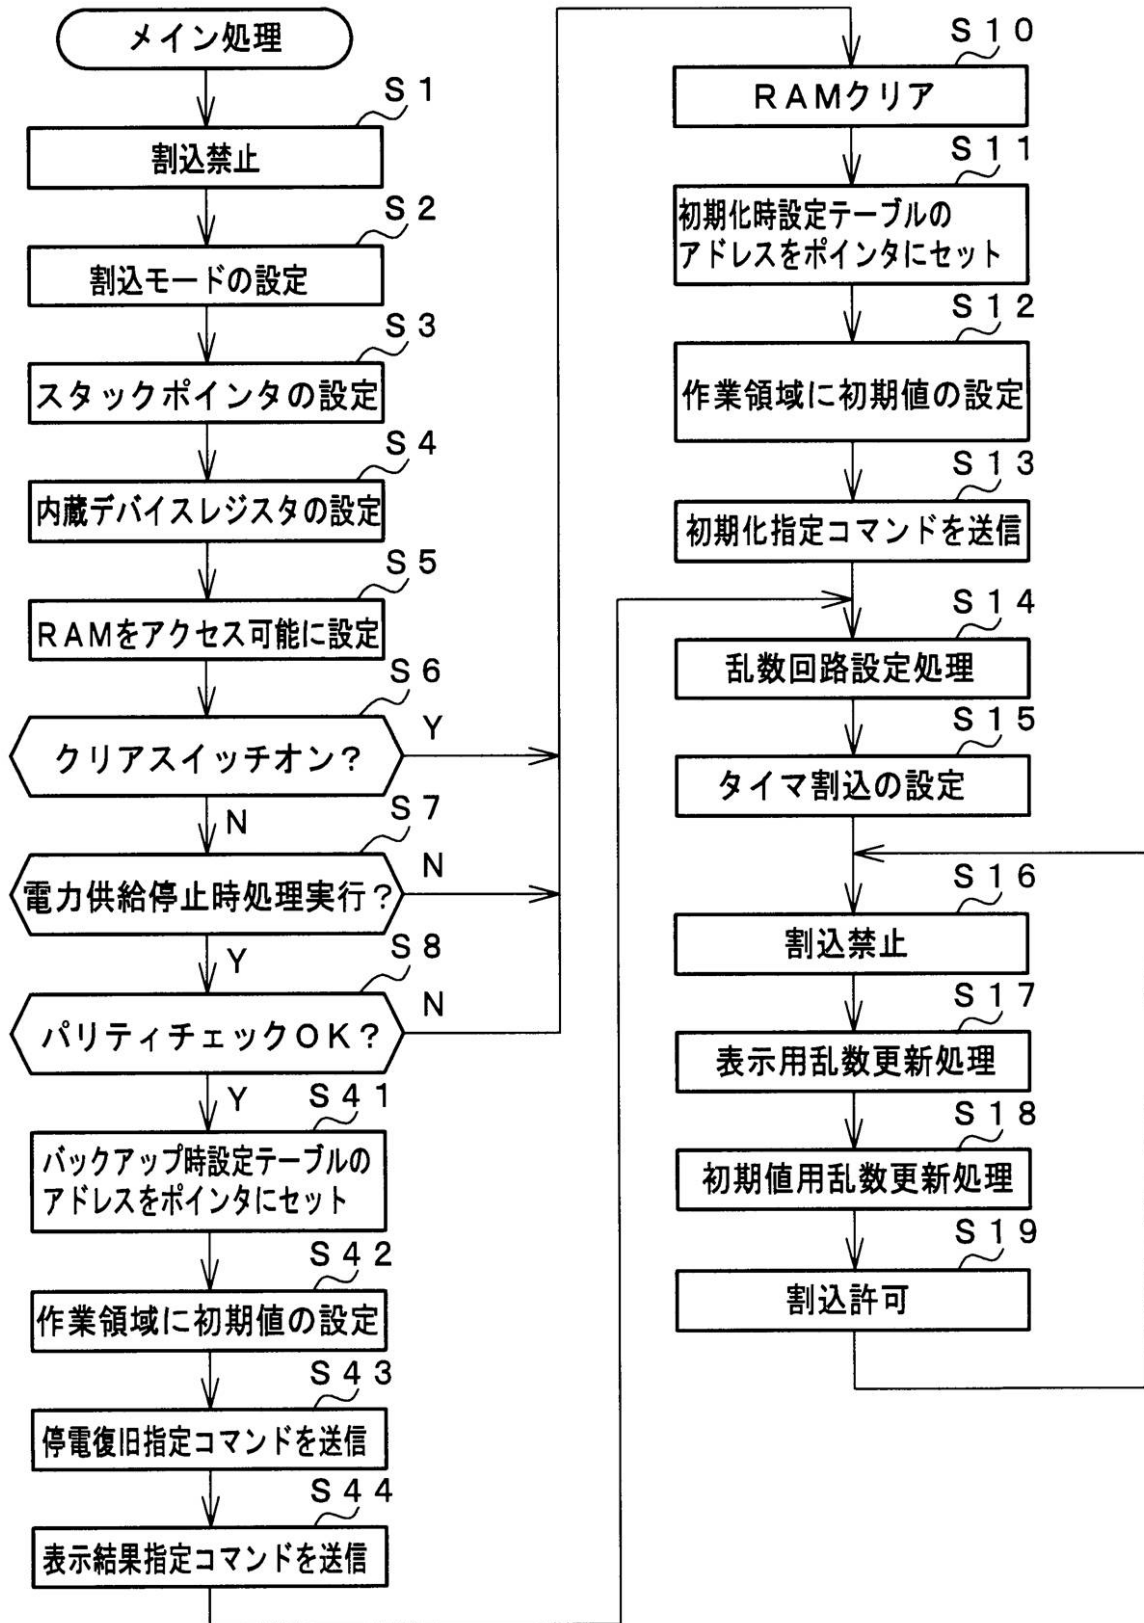 メイン処理
S1
割込禁止
S2
割込モードの設定
S3
スタックポインタの設定
S4
内蔵デバイスレジスタの設定
S5
RAMをアクセス可能に設定
S6
クリアスイッチオン?
Y
N
S7
電力供給停止時処理実行?
N
Y
S8
パリティチェックOK?
N
Y
S41
バックアップ時設定テーブルの
アドレスをポインタにセット
S42
作業領域に初期値の設定
S43
停電復旧指定コマンドを送信
S44
表示結果指定コマンドを送信
S10
RAMクリア
S11
初期化時設定テーブルの
アドレスをポインタにセット
S12
作業領域に初期値の設定
S13
初期化指定コマンドを送信
S14
乱数回路設定処理
S15
タイマ割込の設定
S16
割込禁止
S17
表示用乱数更新処理
S18
初期値用乱数更新処理
S19
割込許可